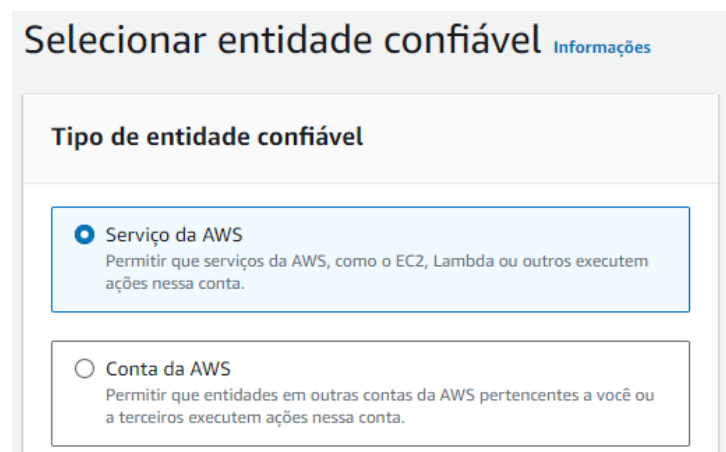 Selecionar entidade confiável Informações
Tipo de entidade confiável
Serviço da AWS
Permitir que serviços da AWS, como o EC2, Lambda ou outros executem
ações nessa conta.
Conta da AWS
Permitir que entidades em outras contas da AWS pertencentes a você ou
a terceiros executem ações nessa conta.